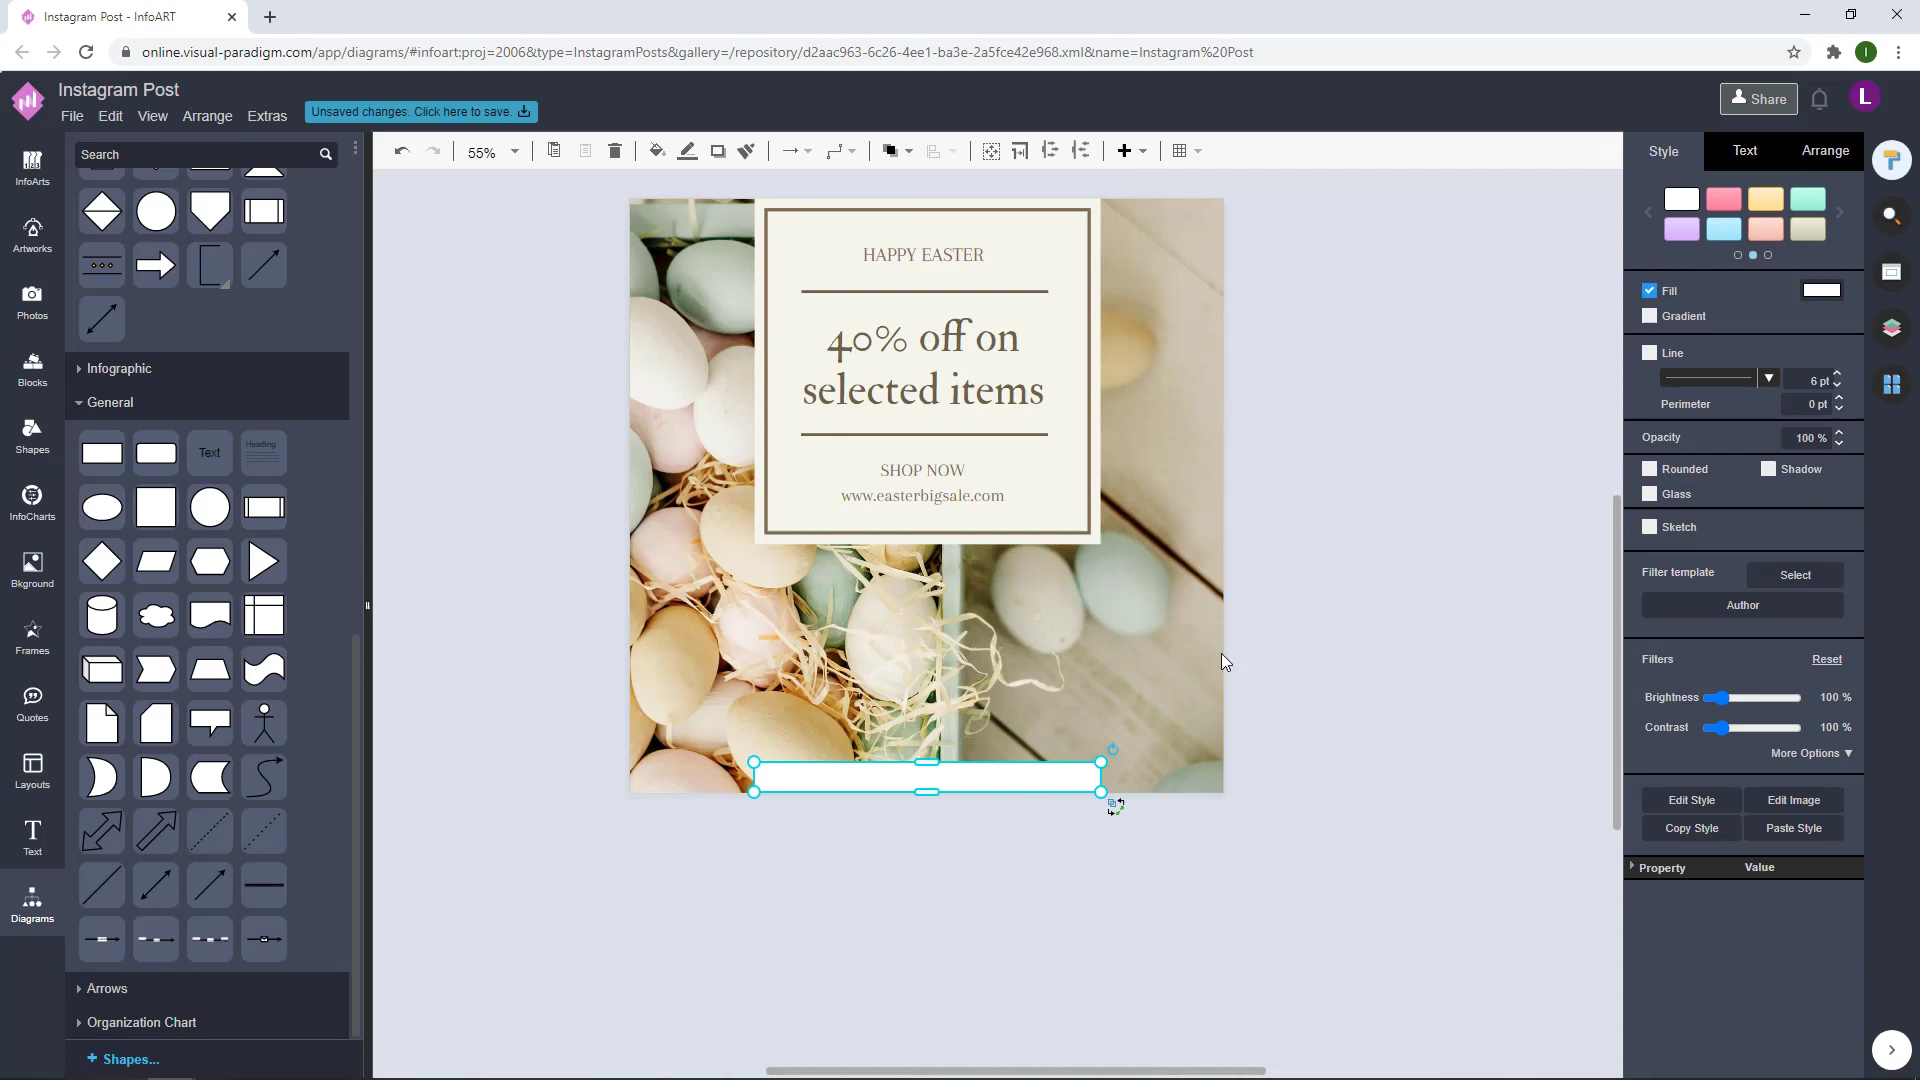 Instagram Post - InfoART
online.visual-paradigm.com/app/diagrams/#infoart:proj=2006&type=InstagramPosts&gallery=/repository/d2aac963-6c26-4ee1-ba3e-2a5fce42e968.xml&name=Instagram%20Post
I
Instagram Post
File Edit View Arrange Extras
Unsaved changes. Click here to save.
Share
L
InfoArts
Artworks
Photos
Blocks
Shapes
InfoCharts
Bkground
Frames
Quotes
Layouts
T
Text
Diagrams
Search
Infographic
General
Text
Heading
Arrows
Organization Chart
+ Shapes...
55%
HAPPY EASTER
40% off on
selected items
SHOP NOW
www.easterbigsale.com
Style Text Arrange
Fill
Gradient
Line
6 pt
Perimeter 0 pt
Opacity 100 %
Rounded Shadow
Glass
Sketch
Filter template Select
Author
Filters Reset
Brightness 100 %
Contrast 100 %
More Options ▼
Edit Style Edit Image
Copy Style Paste Style
Property Value